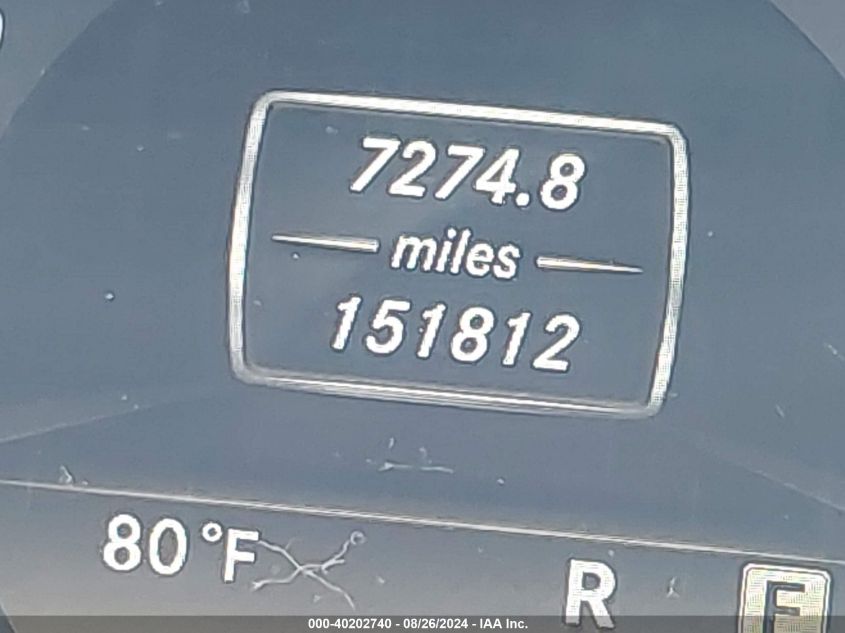 7274.8
miles
151812
80°F R E
000-40202740 - 08/26/2024 - IAA Inc.